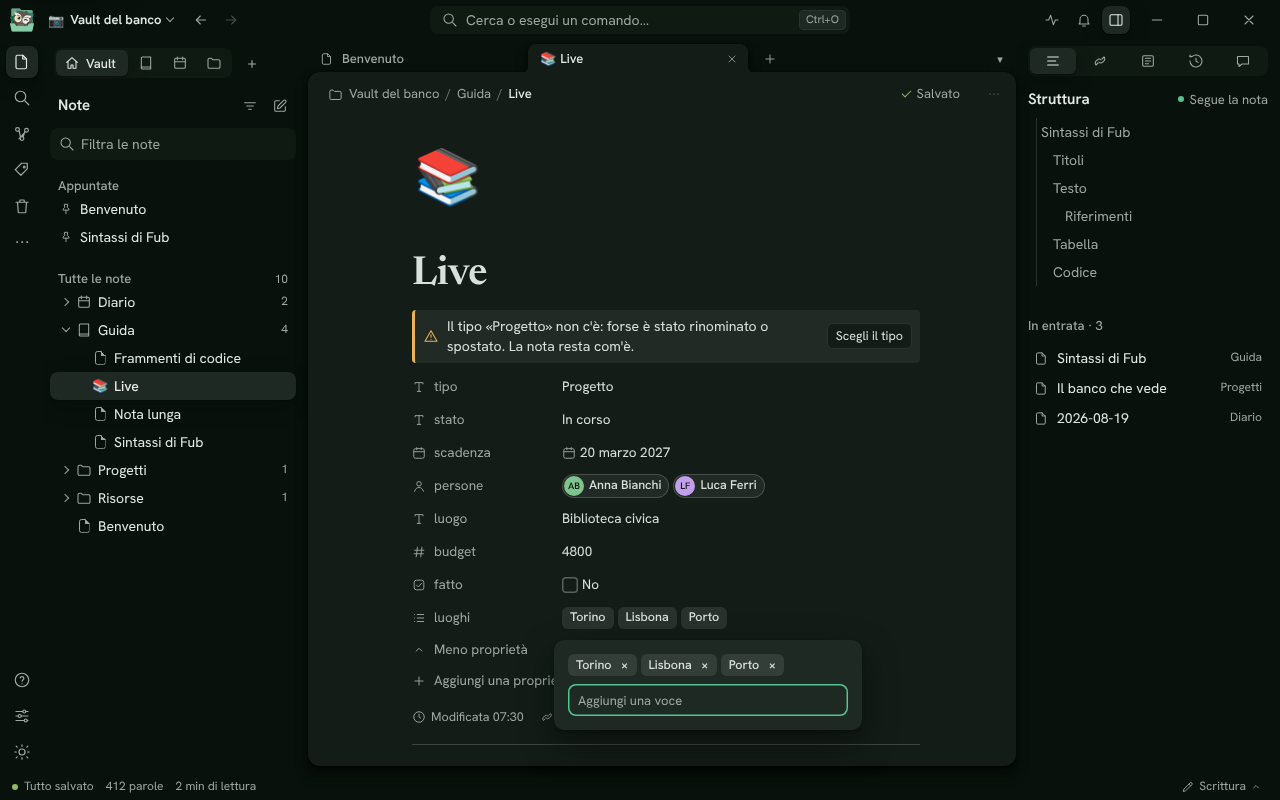 Vault del banco
Cerca o esegui un comando…
Ctrl+O
Vault
Note
Filtra le note
Appuntate
Benvenuto
Sintassi di Fub
Tutte le note 10
Diario 2
Guida 4
Frammenti di codice
Live
Nota lunga
Sintassi di Fub
Progetti 1
Risorse 1
Benvenuto
Tutto salvato 412 parole 2 min di lettura
Benvenuto
Live
Vault del banco / Guida / Live
Salvato
Live
Il tipo «Progetto» non c'è: forse è stato rinominato o
spostato. La nota resta com'è.
Scegli il tipo
tipo Progetto
stato In corso
scadenza 20 marzo 2027
persone AB Anna Bianchi LF Luca Ferri
luogo Biblioteca civica
budget 4800
fatto No
luoghi Torino Lisbona Porto
Meno proprietà
Aggiungi una proprie
Modificata 07:30
Torino × Lisbona × Porto ×
Aggiungi una voce
Struttura
Segue la nota
Sintassi di Fub
Titoli
Testo
Riferimenti
Tabella
Codice
In entrata · 3
Sintassi di Fub Guida
Il banco che vede Progetti
2026-08-19 Diario
Scrittura